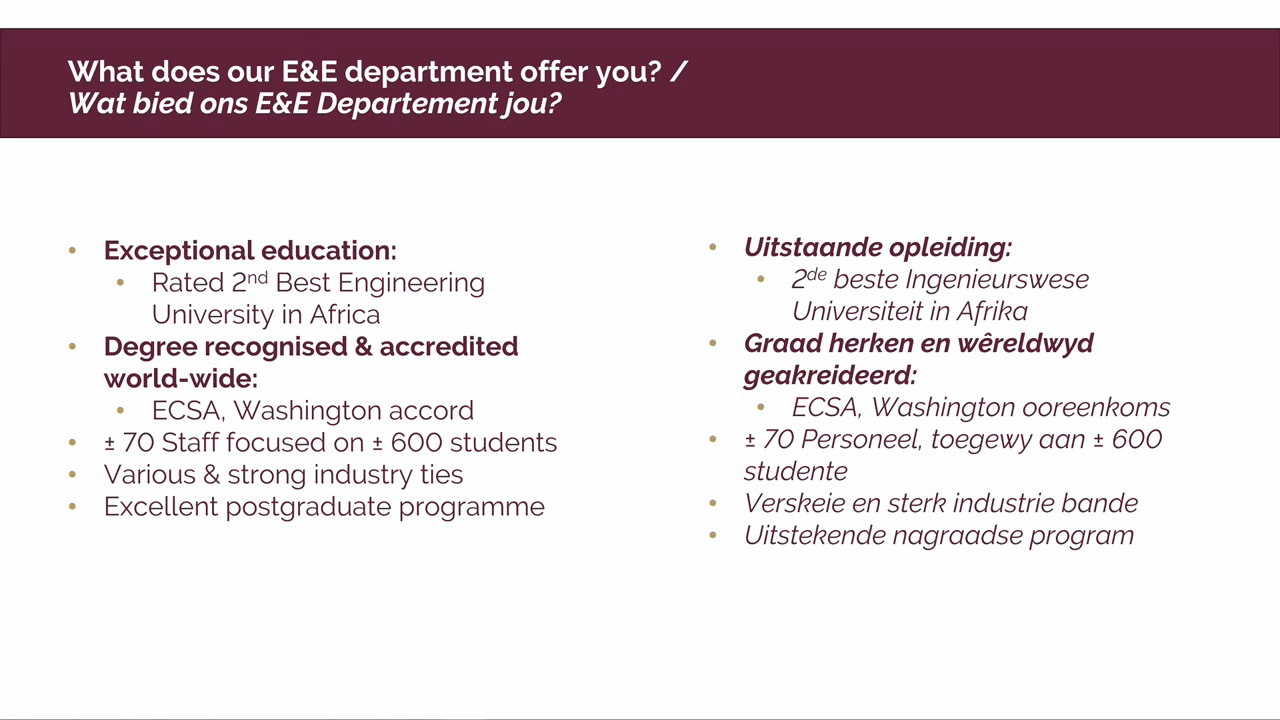 What does our E&E department offer you? /
Wat bied ons E&E Departement jou?
• Exceptional education:
• Rated 2nd Best Engineering
University in Africa
• Degree recognised & accredited
world-wide:
• ECSA, Washington accord
• ± 70 Staff focused on ± 600 students
• Various & strong industry ties
• Excellent postgraduate programme
• Uitstaande opleiding:
• 2de beste Ingenieurswese
Universiteit in Afrika
• Graad herken en wêreldwyd
geakreideerd:
• ECSA, Washington ooreenkoms
• ± 70 Personeel, toegewy aan ± 600
studente
• Verskeie en sterk industrie bande
• Uitstekende nagraadse program